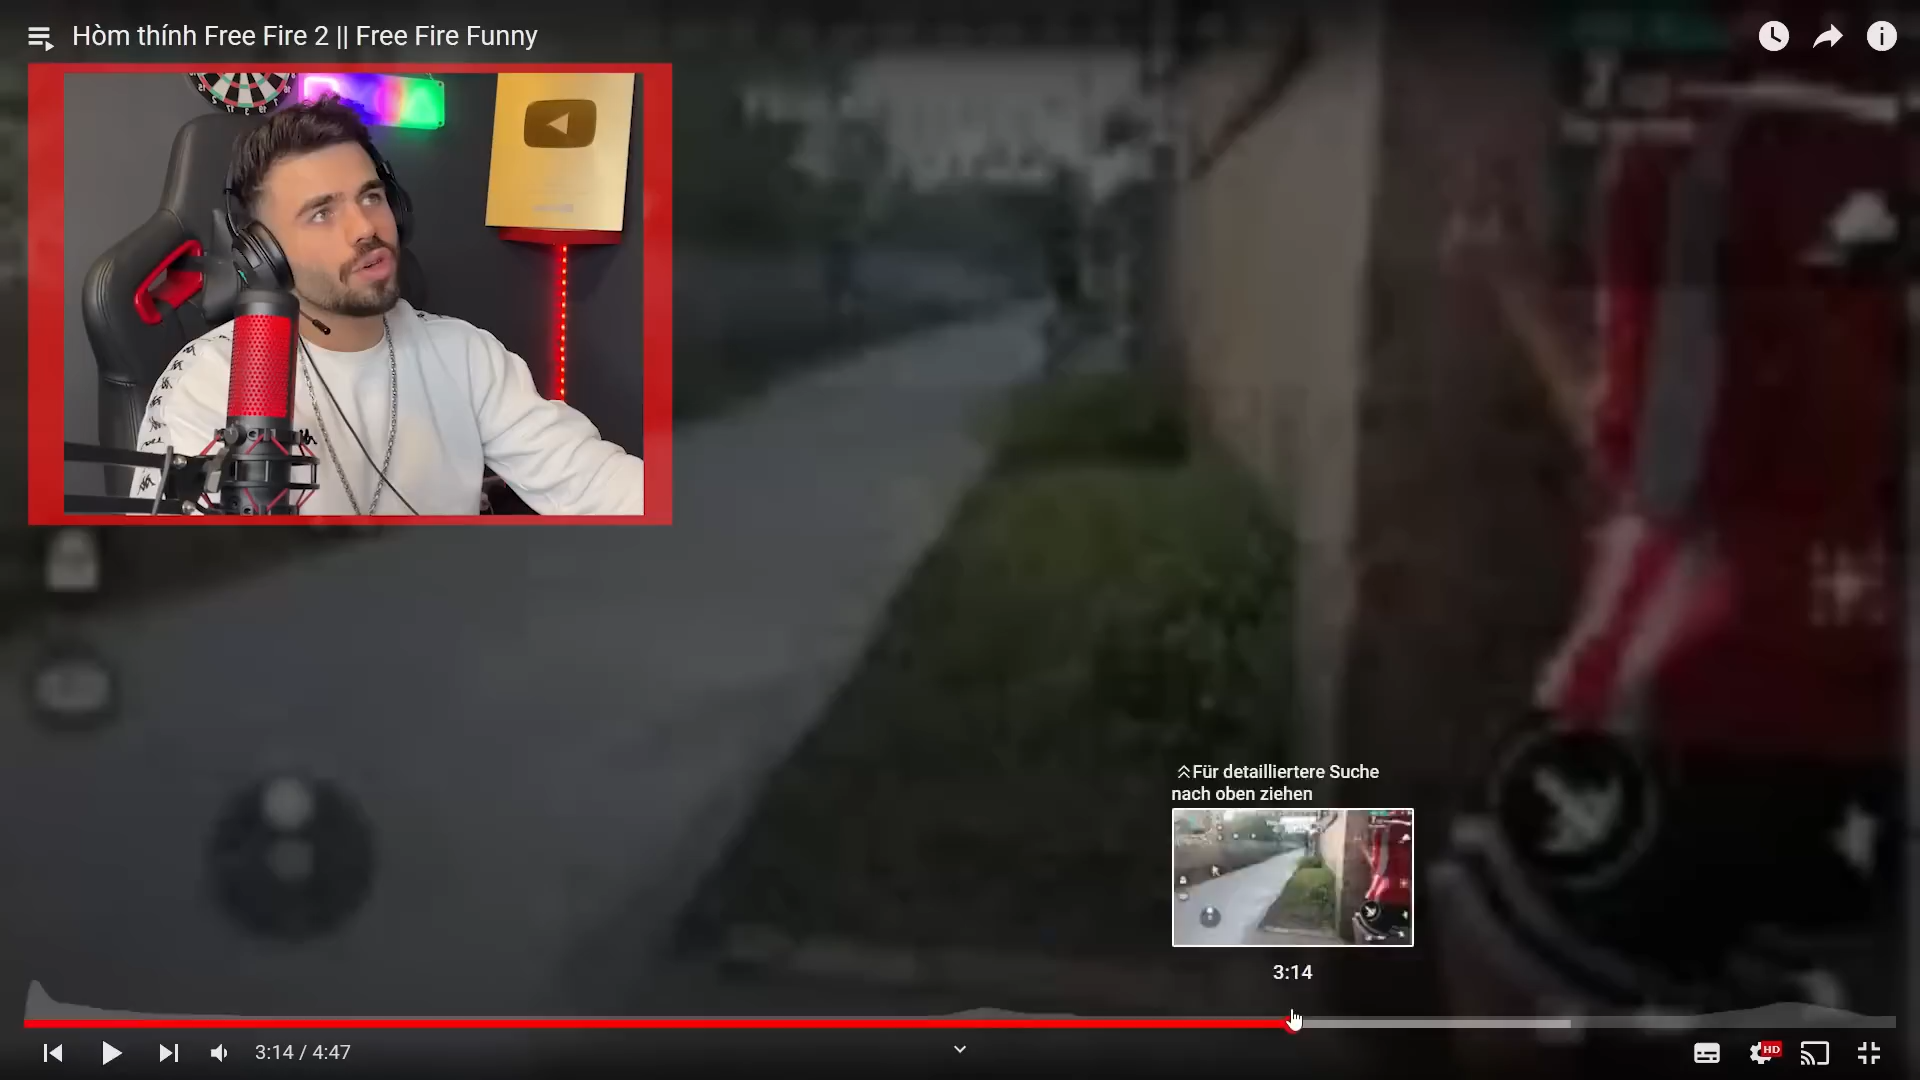 Hòm thính Free Fire 2 || Free Fire Funny
Für detailliertere Suche
nach oben ziehen
3:14
3:14 / 4:47
HD